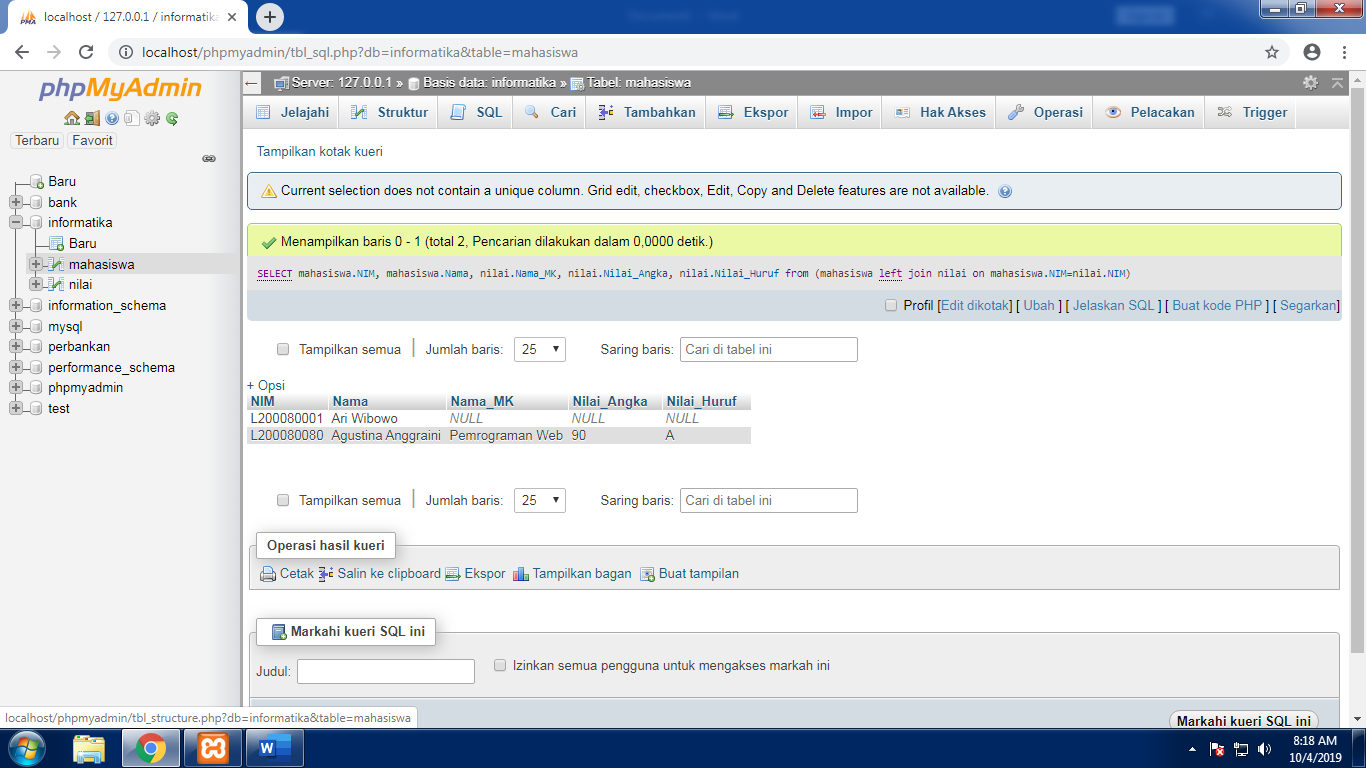 localhost / 127.0.0.1 / informatika
localhost/phpmyadmin/tbl_sql.php?db=informatika&table=mahasiswa
phpMyAdmin
Terbaru Favorit
Baru
bank
informatika
Baru
mahasiswa
nilai
information_schema
mysql
perbankan
performance_schema
phpmyadmin
test
Server: 127.0.0.1 » Basis data: informatika » Tabel: mahasiswa
Jelajahi Struktur SQL Cari Tambahkan Ekspor Impor Hak Akses Operasi Pelacakan Trigger
Tampilkan kotak kueri
Current selection does not contain a unique column. Grid edit, checkbox, Edit, Copy and Delete features are not available.
Menampilkan baris 0 - 1 (total 2, Pencarian dilakukan dalam 0,0000 detik.)
SELECT mahasiswa.NIM, mahasiswa.Nama, nilai.Nama_MK, nilai.Nilai_Angka, nilai.Nilai_Huruf from (mahasiswa left join nilai on mahasiswa.NIM=nilai.NIM)
Profil [Edit dikotak] [ Ubah ] [ Jelaskan SQL ] [ Buat kode PHP ] [ Segarkan]
Tampilkan semua | Jumlah baris: 25 Saring baris: Cari di tabel ini
+ Opsi
NIM Nama Nama_MK Nilai_Angka Nilai_Huruf
L200080001 Ari Wibowo NULL NULL NULL
L200080080 Agustina Anggraini Pemrograman Web 90 A
Tampilkan semua | Jumlah baris: 25 Saring baris: Cari di tabel ini
Operasi hasil kueri
Cetak Salin ke clipboard Ekspor Tampilkan bagan Buat tampilan
Markahi kueri SQL ini
Judul: Izinkan semua pengguna untuk mengakses markah ini
Markahi kueri SQL ini
localhost/phpmyadmin/tbl_structure.php?db=informatika&table=mahasiswa
8:18 AM
10/4/2019